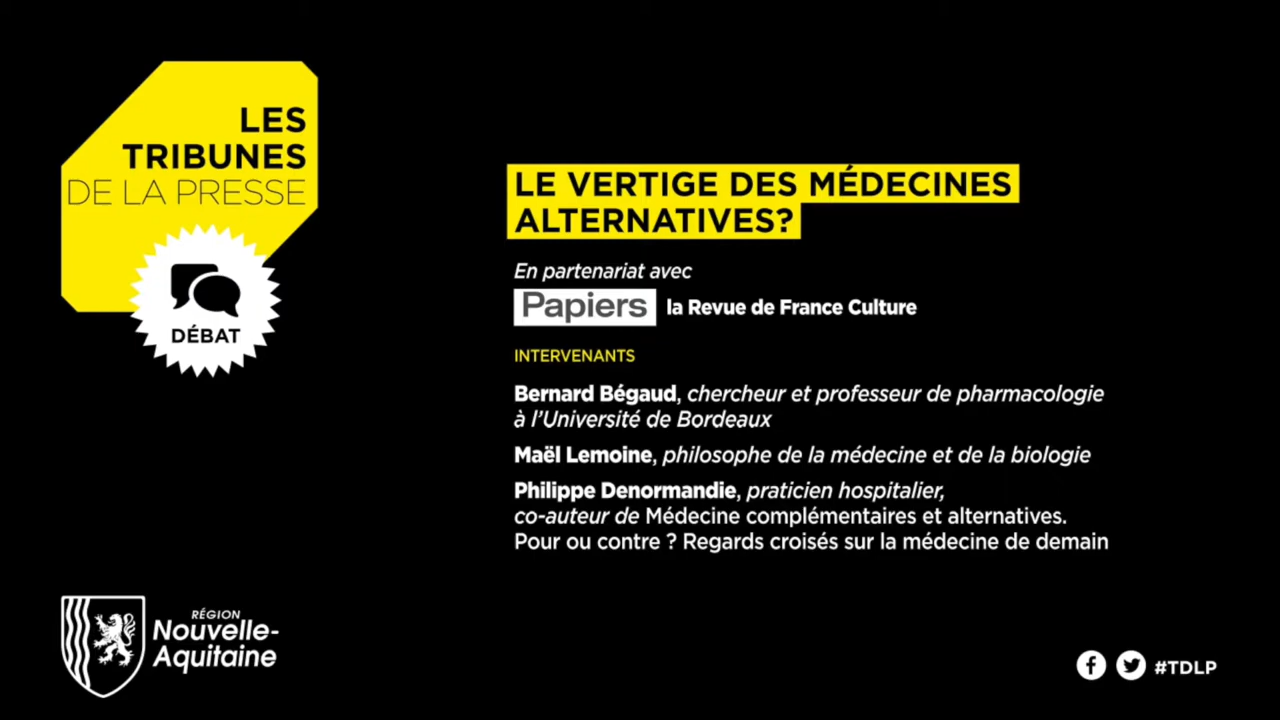 LES
TRIBUNES
DE LA PRESSE
DÉBAT
LE VERTIGE DES MÉDECINES
ALTERNATIVES?
En partenariat avec
Papiers la Revue de France Culture
INTERVENANTS
Bernard Bégaud, chercheur et professeur de pharmacologie
à l'Université de Bordeaux
Maël Lemoine, philosophe de la médecine et de la biologie
Philippe Denormandie, praticien hospitalier,
co-auteur de Médecine complémentaires et alternatives.
Pour ou contre ? Regards croisés sur la médecine de demain
RÉGION
Nouvelle-
Aquitaine
#TDLP